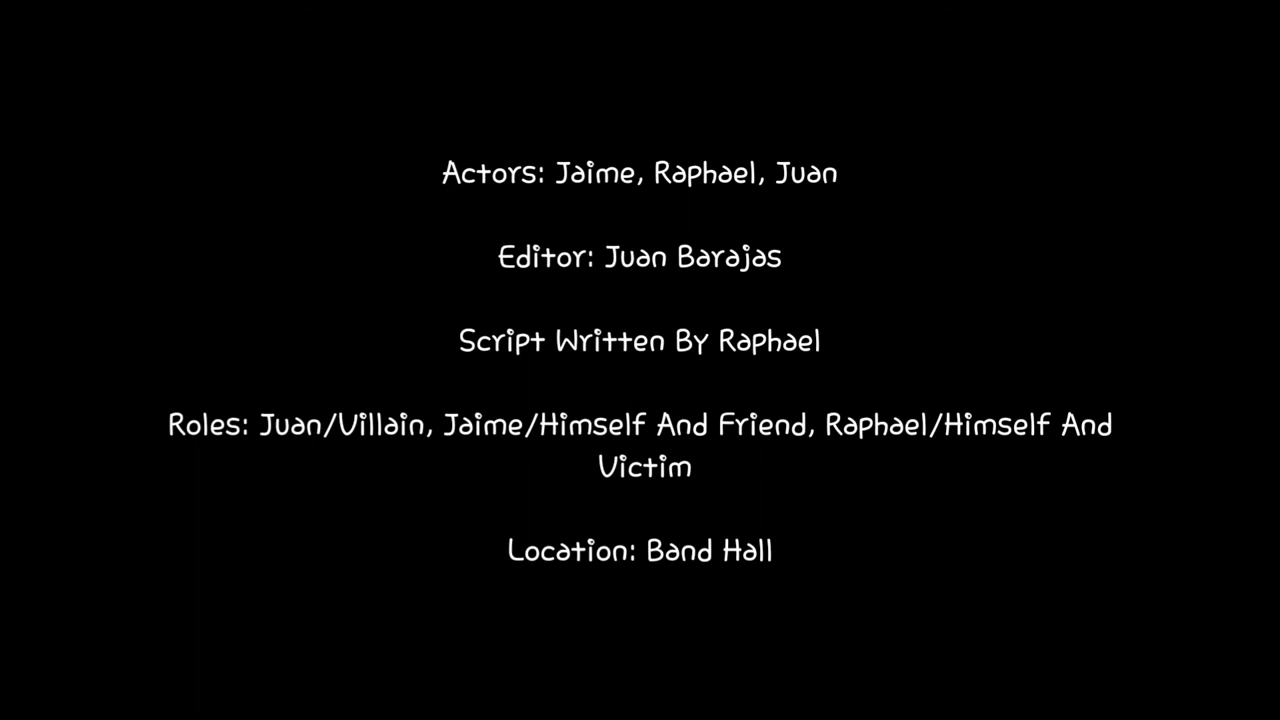 Actors: Jaime, Raphael, Juan
Editor: Juan Barajas
Script Written By Raphael
Roles: Juan/Villain, Jaime/Himself And Friend, Raphael/Himself And
Victim
Location: Band Hall